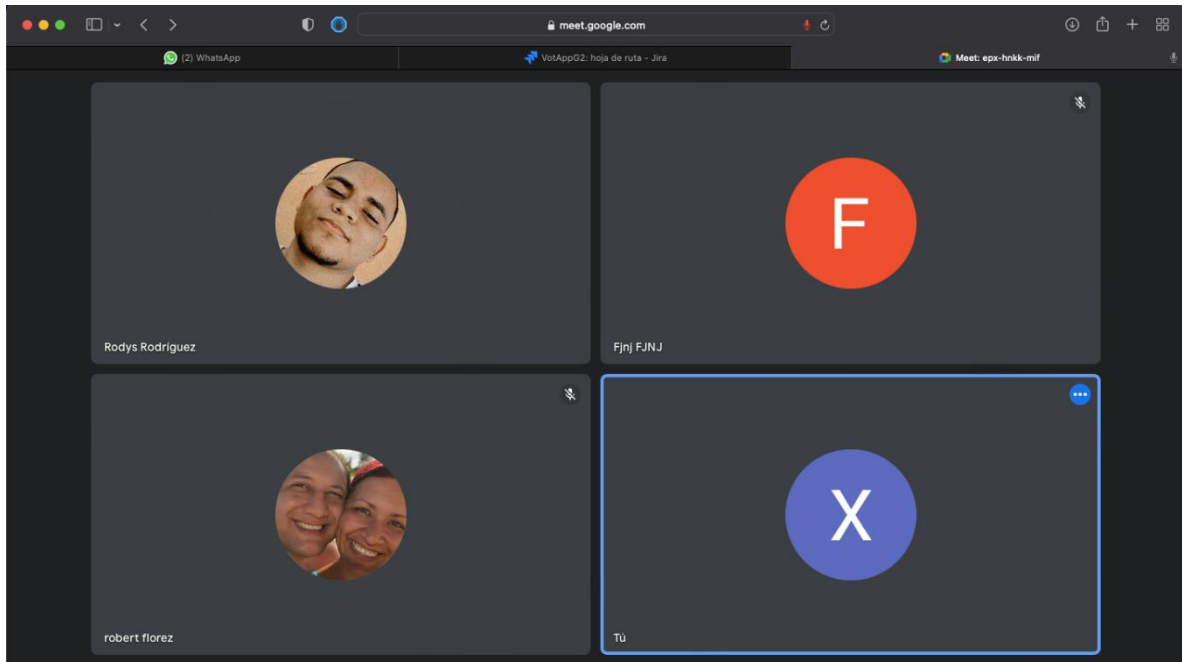 meet.google.com
(2) WhatsApp
VotAppG2: hoja de ruta - Jira
Meet: epx-hnkk-mif
F
Rodys Rodríguez
Fjnj FJNJ
X
robert florez
Tú